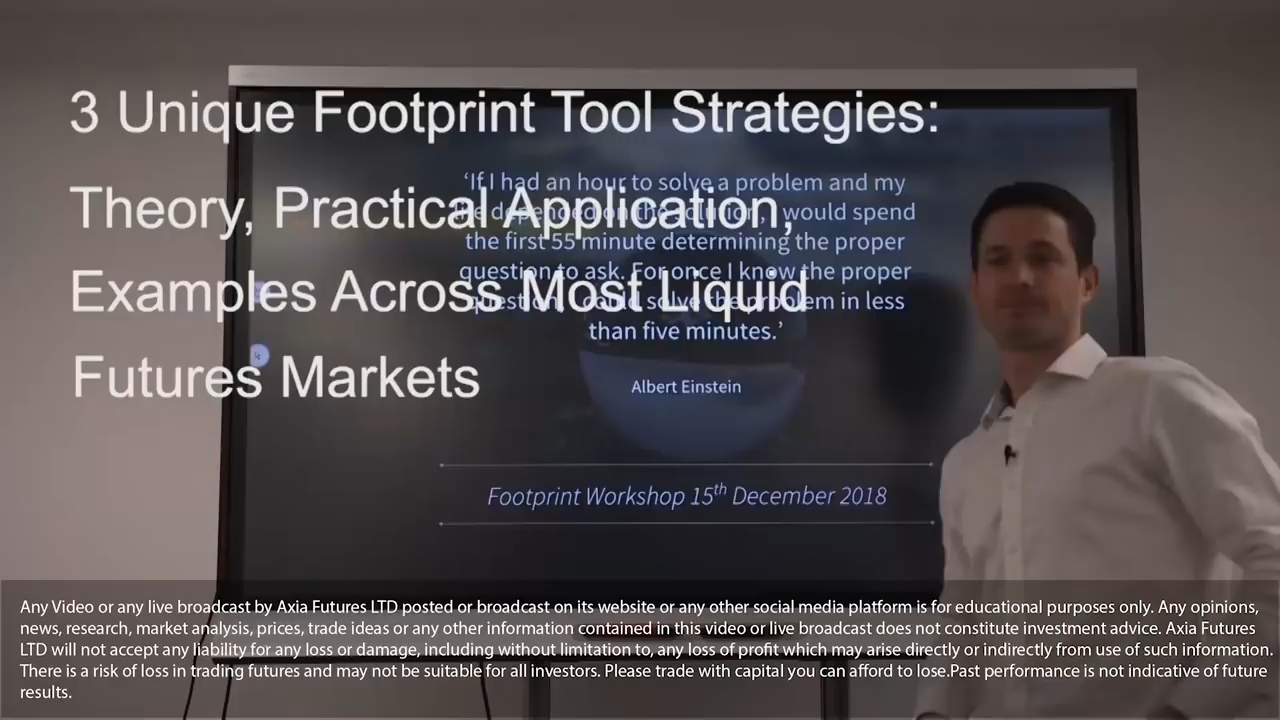 3 Unique Footprint Tool Strategies:
Theory, Practical Application,
Examples Across Most Liquid
Futures Markets
‘If I had an hour to solve a problem and my
depended on the solution, I would spend
the first 55 minute determining the proper
question to ask. For once I know the proper
question I could solve the problem in less
than five minutes.’
Albert Einstein
Footprint Workshop 15th December 2018
Any Video or any live broadcast by Axia Futures LTD posted or broadcast on its website or any other social media platform is for educational purposes only. Any opinions,
news, research, market analysis, prices, trade ideas or any other information contained in this video or live broadcast does not constitute investment advice. Axia Futures
LTD will not accept any liability for any loss or damage, including without limitation to, any loss of profit which may arise directly or indirectly from use of such information.
There is a risk of loss in trading futures and may not be suitable for all investors. Please trade with capital you can afford to lose.Past performance is not indicative of future
results.